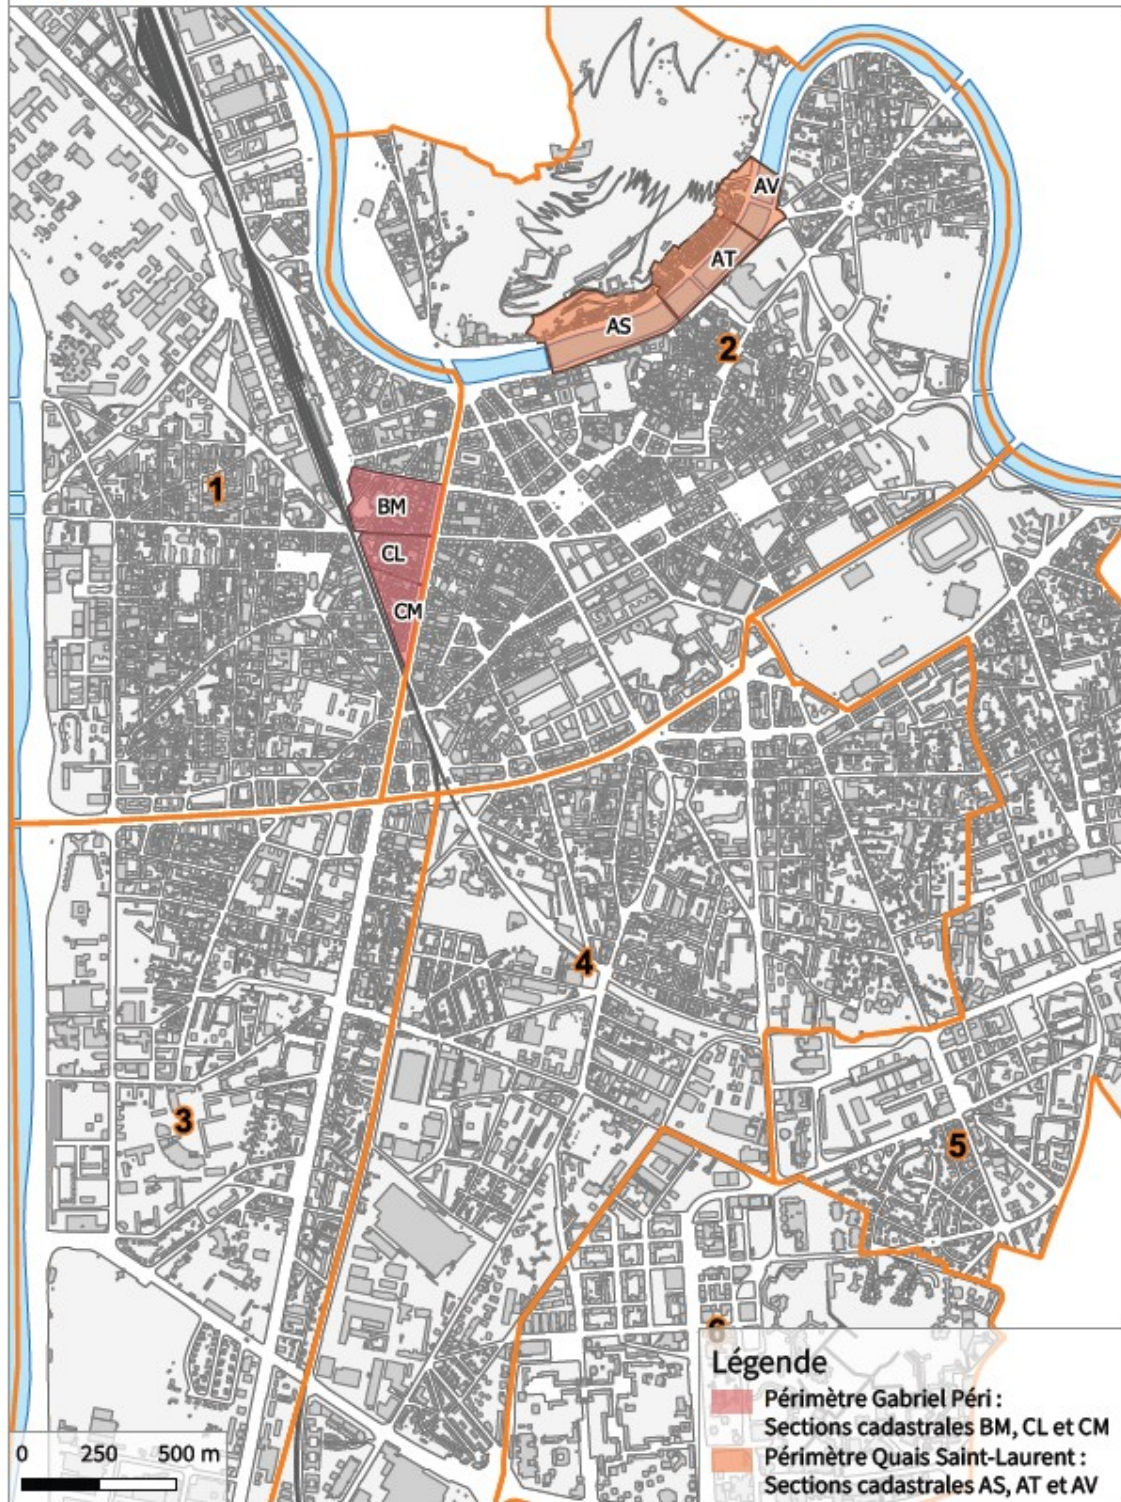 AV
AT
AS
2
1
BM
CL
CM
4
3
5
6
Légende
Périmètre Gabriel Péri :
Sections cadastrales BM, CL et CM
Périmètre Quais Saint-Laurent :
Sections cadastrales AS, AT et AV
0 250 500 m